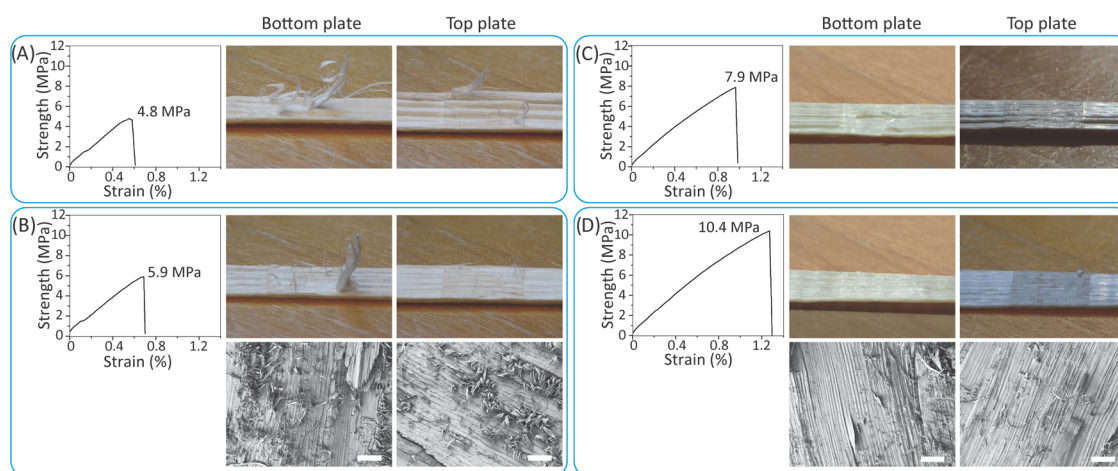 Bottom plate Top plate Bottom plate Top plate
(A)
12
10
8
6
4
2
0
Strength (MPa)
4.8 MPa
0 0.4 0.8 1.2
Strain (%)
(C)
12
10
8
6
4
2
0
Strength (MPa)
7.9 MPa
0 0.4 0.8 1.2
Strain (%)
(B)
12
10
8
6
4
2
0
Strength (MPa)
5.9 MPa
0 0.4 0.8 1.2
Strain (%)
(D)
12
10
8
6
4
2
0
Strength (MPa)
10.4 MPa
0 0.4 0.8 1.2
Strain (%)